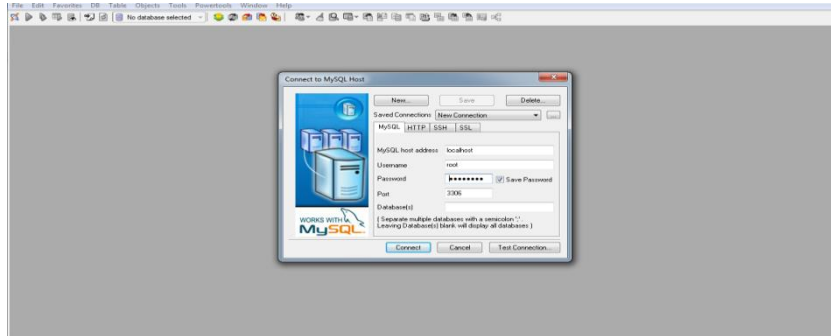 File Edit Favorites DB Table Objects Tools Powertools Window Help
No database selected
Connect to MySQL Host
New... Save Delete...
Saved Connections New Connection ...
MySQL HTTP SSH SSL
MySQL host address localhost
Username root
Password •••••••• Save Password
Port 3306
Database(s)
( Separate multiple databases with a semicolon ';' .
Leaving Database(s) blank will display all databases )
WORKS WITH
MySQL
Connect Cancel Test Connection...